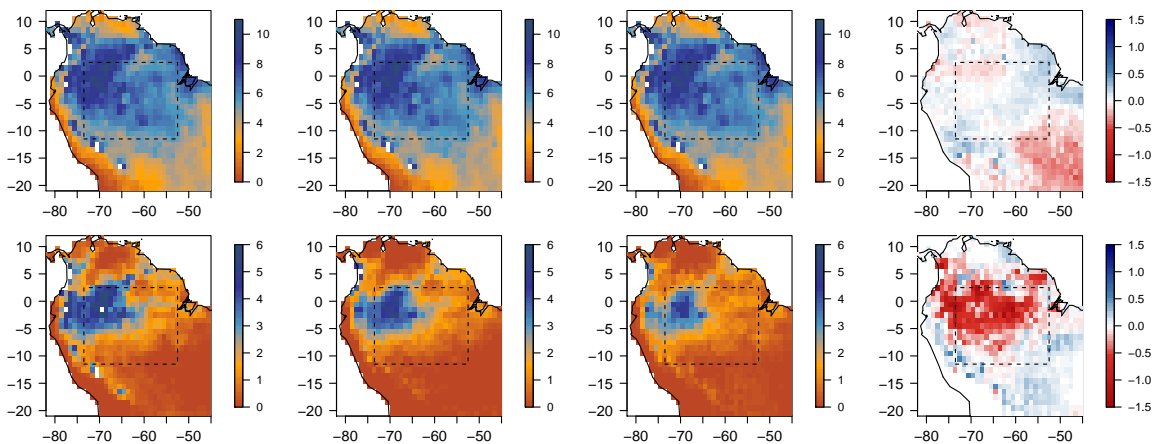 10 10 10 10 10 10 10 1.5
5 8 5 8 5 8 5 1.0
0 6 0 6 0 6 0 0.5
−5 4 −5 4 −5 4 −5 0.0
−10 2 −10 2 −10 2 −10 −0.5
−15 0 −15 0 −15 0 −15 −1.0
−20 −20 −20 −20 −1.5
−80 −70 −60 −50 −80 −70 −60 −50 −80 −70 −60 −50 −80 −70 −60 −50
10 6 10 6 10 6 10 1.5
5 5 5 5 5 5 5 1.0
0 4 0 4 0 4 0 0.5
−5 3 −5 3 −5 3 −5 0.0
−10 2 −10 2 −10 2 −10 −0.5
−15 1 −15 1 −15 1 −15 −1.0
−20 0 −20 0 −20 0 −20 −1.5
−80 −70 −60 −50 −80 −70 −60 −50 −80 −70 −60 −50 −80 −70 −60 −50